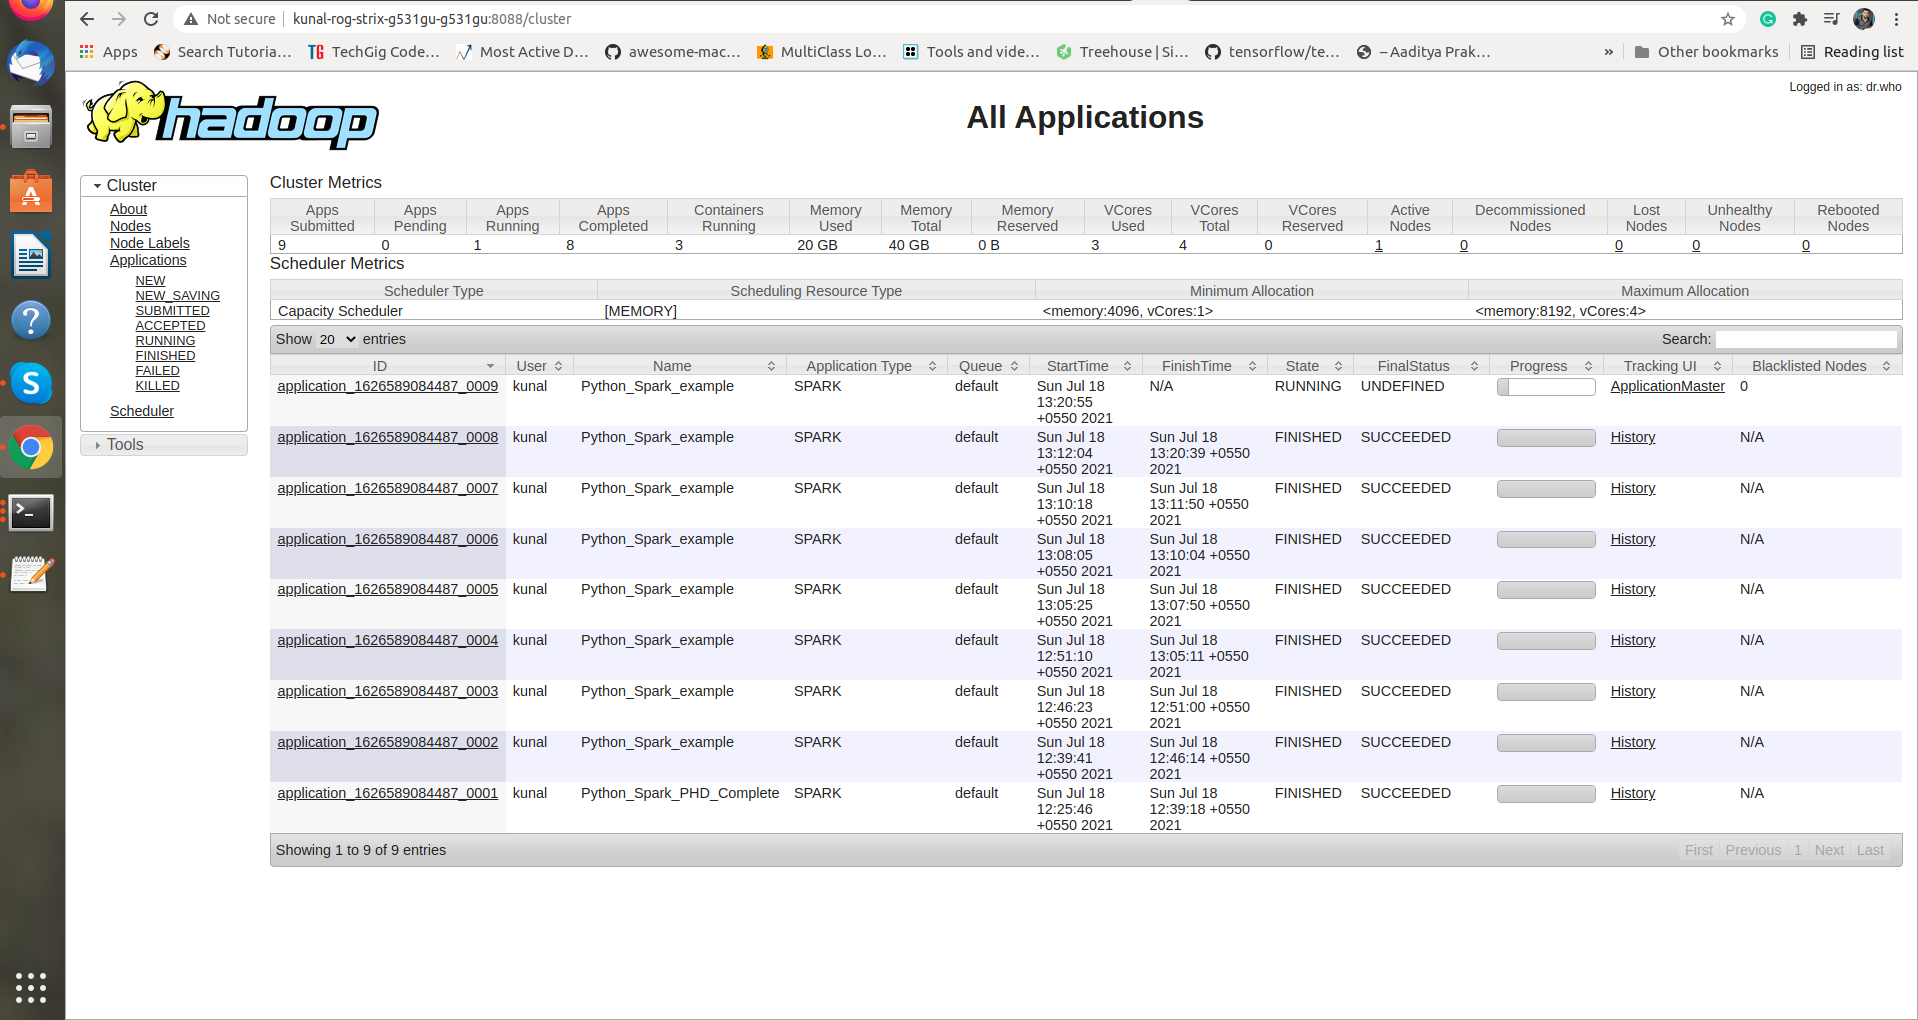 Not secure | kunal-rog-strix-g531gu-g531gu:8088/cluster
Apps Search Tutoria... TechGig Code... Most Active D... awesome-mac... MultiClass Lo... Tools and vide... Treehouse | Si... tensorflow/te... – Aaditya Prak... » Other bookmarks Reading list
Logged in as: dr.who
hadoop
All Applications
Cluster
About
Nodes
Node Labels
Applications
NEW
NEW_SAVING
SUBMITTED
ACCEPTED
RUNNING
FINISHED
FAILED
KILLED
Scheduler
Tools
Cluster Metrics
Apps Submitted Apps Pending Apps Running Apps Completed Containers Running Memory Used Memory Total Memory Reserved VCores Used VCores Total VCores Reserved Active Nodes Decommissioned Nodes Lost Nodes Unhealthy Nodes Rebooted Nodes
9 0 1 8 3 20 GB 40 GB 0 B 3 4 0 1 0 0 0 0
Scheduler Metrics
Scheduler Type Scheduling Resource Type Minimum Allocation Maximum Allocation
Capacity Scheduler [MEMORY] <memory:4096, vCores:1> <memory:8192, vCores:4>
Show 20 entries Search:
ID User Name Application Type Queue StartTime FinishTime State FinalStatus Progress Tracking UI Blacklisted Nodes
application_1626589084487_0009 kunal Python_Spark_example SPARK default Sun Jul 18 13:20:55 +0550 2021 N/A RUNNING UNDEFINED ApplicationMaster 0
application_1626589084487_0008 kunal Python_Spark_example SPARK default Sun Jul 18 13:12:04 +0550 2021 Sun Jul 18 13:20:39 +0550 2021 FINISHED SUCCEEDED History N/A
application_1626589084487_0007 kunal Python_Spark_example SPARK default Sun Jul 18 13:10:18 +0550 2021 Sun Jul 18 13:11:50 +0550 2021 FINISHED SUCCEEDED History N/A
application_1626589084487_0006 kunal Python_Spark_example SPARK default Sun Jul 18 13:08:05 +0550 2021 Sun Jul 18 13:10:04 +0550 2021 FINISHED SUCCEEDED History N/A
application_1626589084487_0005 kunal Python_Spark_example SPARK default Sun Jul 18 13:05:25 +0550 2021 Sun Jul 18 13:07:50 +0550 2021 FINISHED SUCCEEDED History N/A
application_1626589084487_0004 kunal Python_Spark_example SPARK default Sun Jul 18 12:51:10 +0550 2021 Sun Jul 18 13:05:11 +0550 2021 FINISHED SUCCEEDED History N/A
application_1626589084487_0003 kunal Python_Spark_example SPARK default Sun Jul 18 12:46:23 +0550 2021 Sun Jul 18 12:51:00 +0550 2021 FINISHED SUCCEEDED History N/A
application_1626589084487_0002 kunal Python_Spark_example SPARK default Sun Jul 18 12:39:41 +0550 2021 Sun Jul 18 12:46:14 +0550 2021 FINISHED SUCCEEDED History N/A
application_1626589084487_0001 kunal Python_Spark_PHD_Complete SPARK default Sun Jul 18 12:25:46 +0550 2021 Sun Jul 18 12:39:18 +0550 2021 FINISHED SUCCEEDED History N/A
Showing 1 to 9 of 9 entries First Previous 1 Next Last